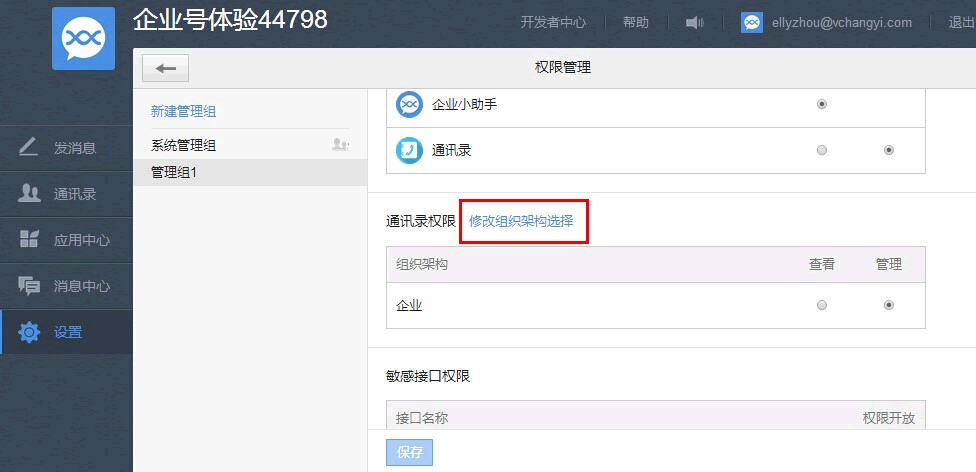 企业号体验44798
开发者中心 帮助 ellyzhou@vchangyi.com 退出
权限管理
发消息
通讯录
应用中心
消息中心
设置
新建管理组
系统管理组
管理组1
企业小助手
通讯录
通讯录权限 修改组织架构选择
组织架构 查看 管理
企业
敏感接口权限
接口名称 权限开放
保存